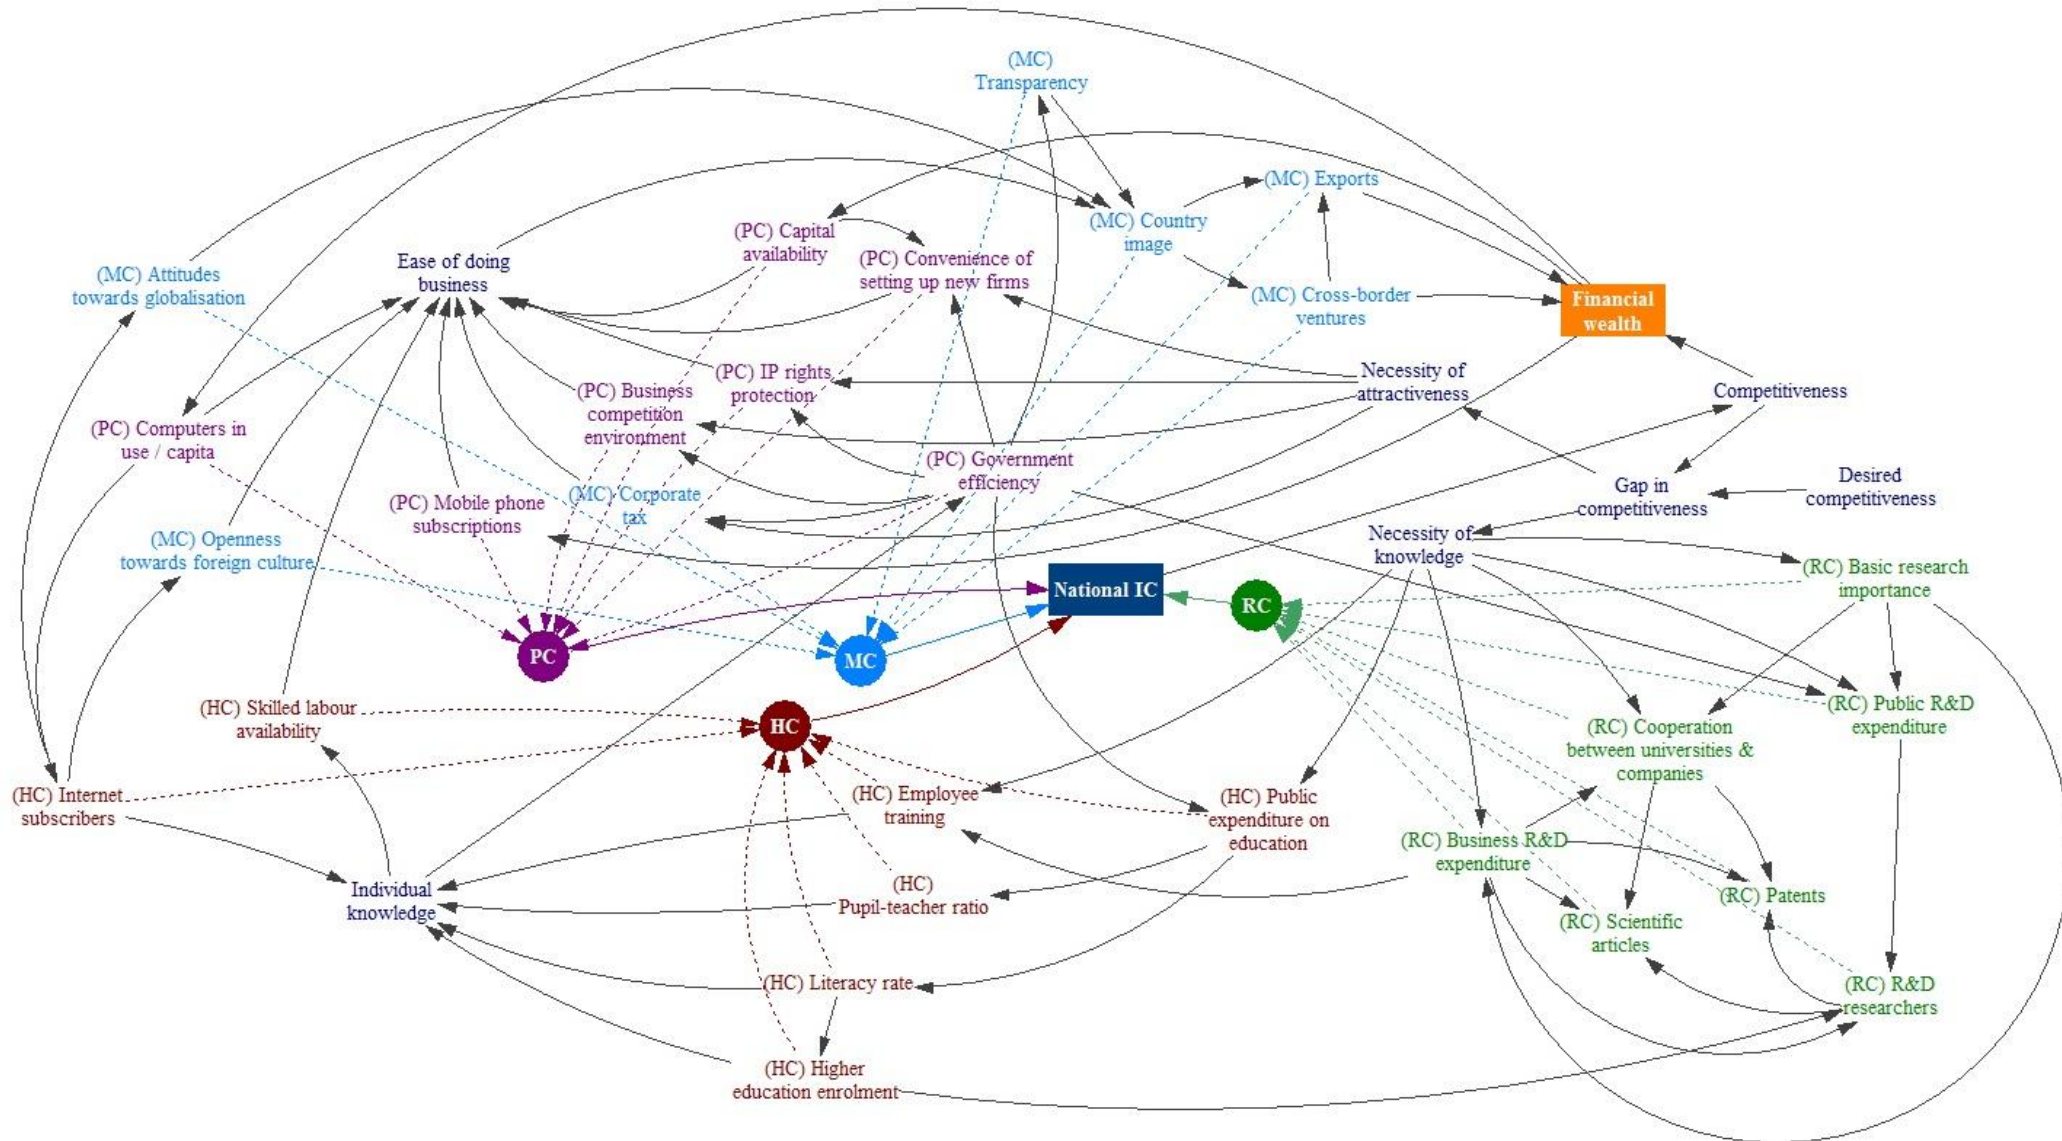 (MC)
Transparency
(MC) Exports
(MC) Country
image
(PC) Capital
availability
(PC) Convenience of
setting up new firms
Ease of doing
business
(MC) Attitudes
towards globalisation
(MC) Cross-border
ventures
Financial
wealth
(PC) IP rights
protection
(PC) Business
competition
environment
Necessity of
attractiveness
Competitiveness
(PC) Computers in
use / capita
(PC) Government
efficiency
(PC) Mobile phone
subscriptions
(MC) Corporate
tax
Gap in
competitiveness
Desired
competitiveness
(MC) Openness
towards foreign culture
Necessity of
knowledge
(RC) Basic research
importance
National IC
RC
PC
MC
(HC) Skilled labour
availability
HC
(RC) Public R&D
expenditure
(RC) Cooperation
between universities &
companies
(HC) Internet
subscribers
(HC) Employee
training
(HC) Public
expenditure on
education
(RC) Business R&D
expenditure
Individual
knowledge
(HC)
Pupil-teacher ratio
(RC) Patents
(RC) Scientific
articles
(HC) Literacy rate
(RC) R&D
researchers
(HC) Higher
education enrolment